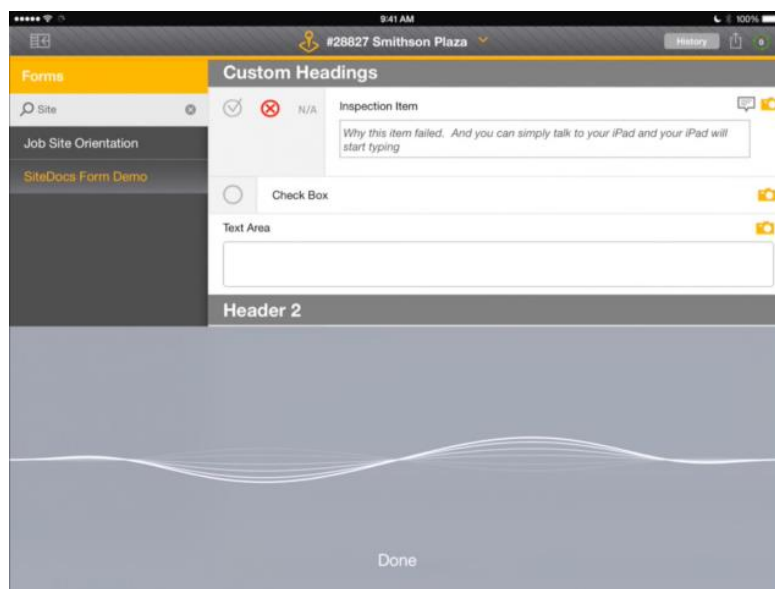 9:41 AM
100%
#28827 Smithson Plaza
History
Forms
Custom Headings
Site
N/A
Inspection Item
Why this item failed. And you can simply talk to your iPad and your iPad will
start typing
Job Site Orientation
SiteDocs Form Demo
Check Box
Text Area
Header 2
Done